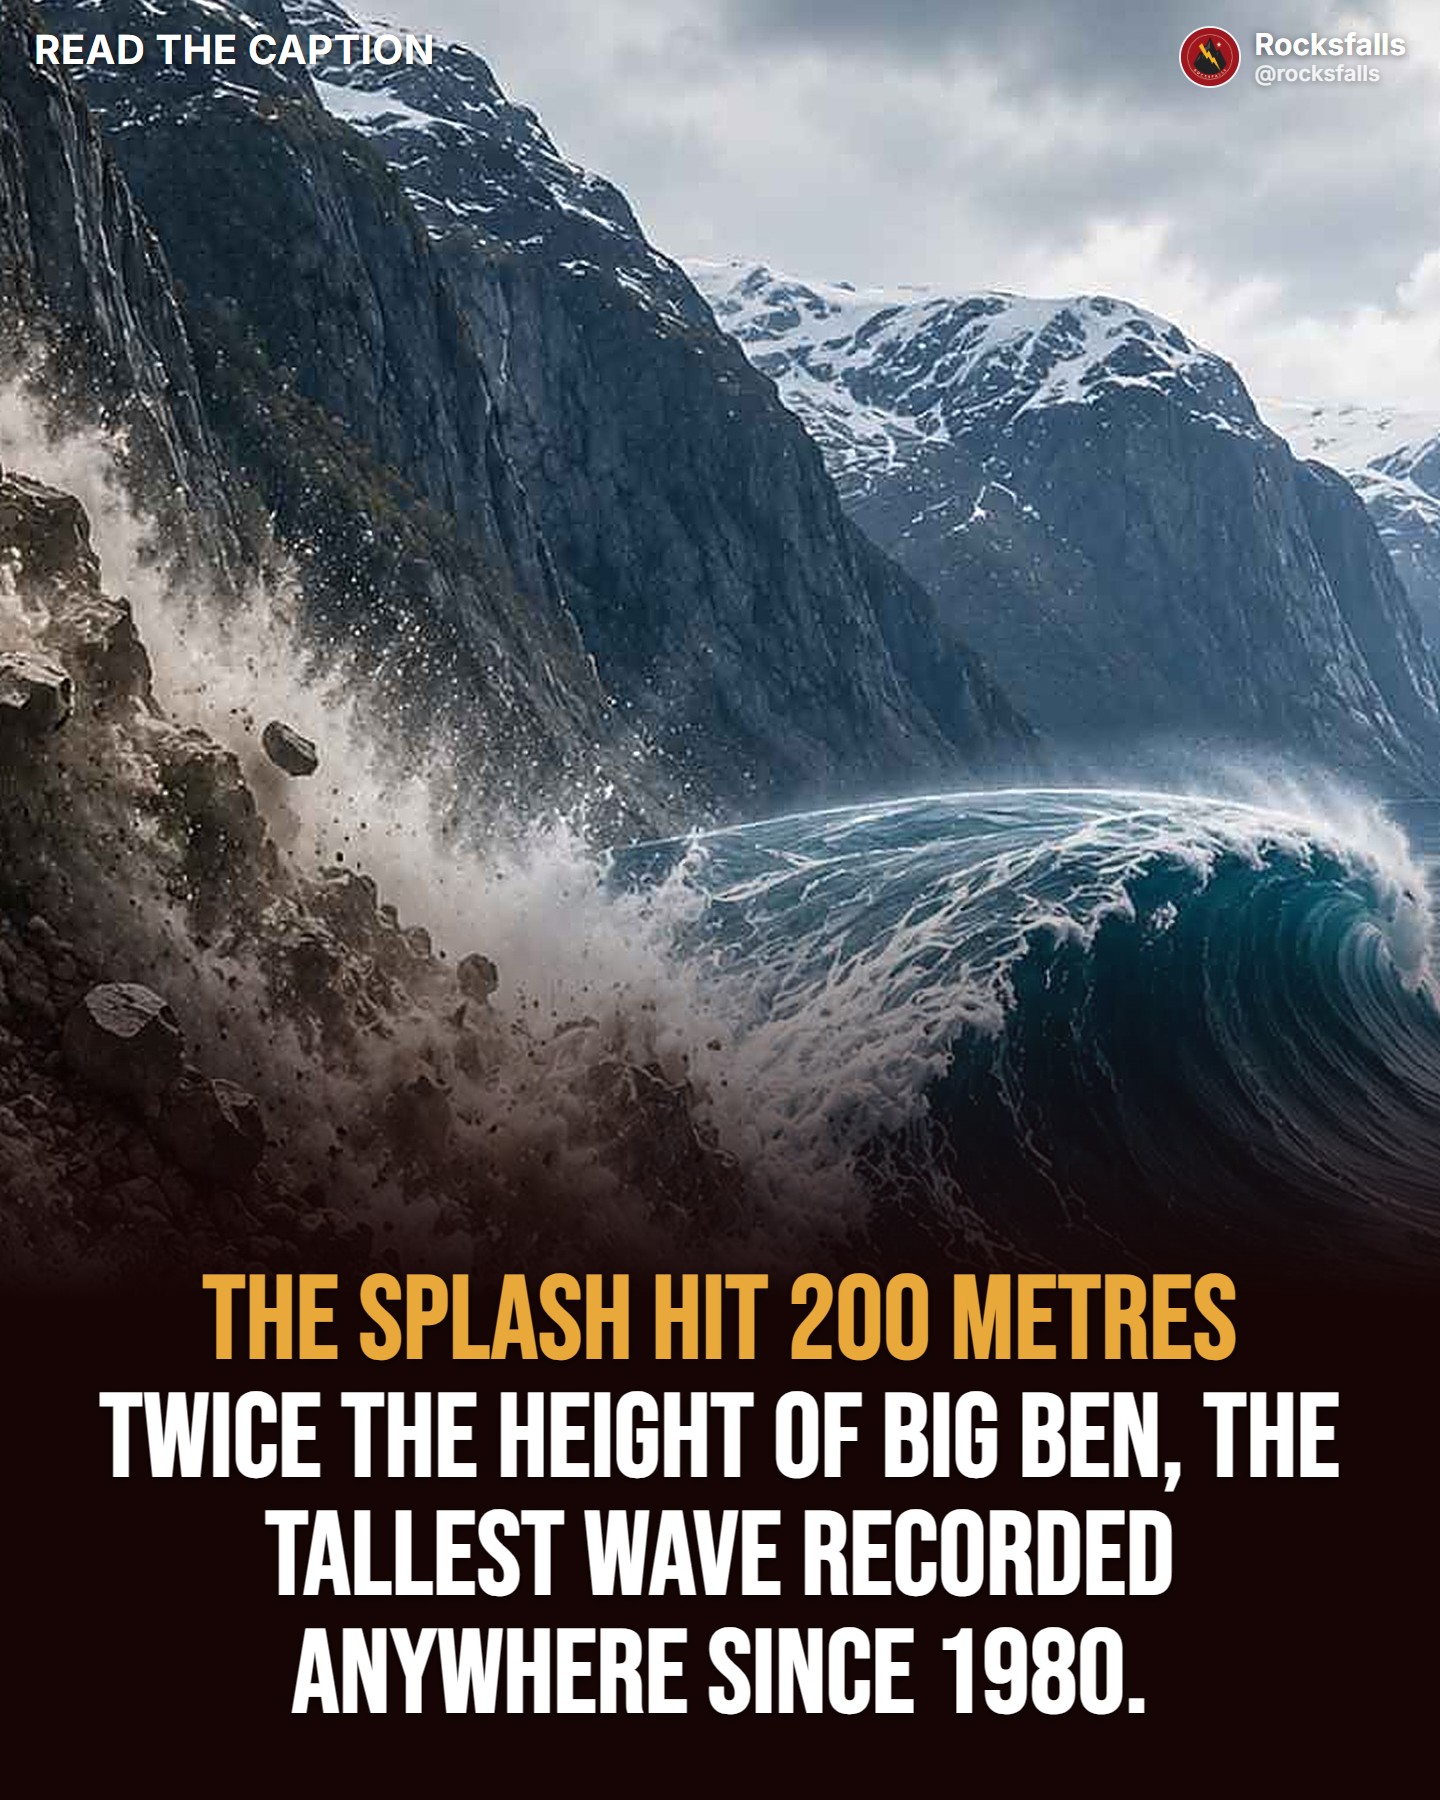 READ THE CAPTION
Rocksfalls
@rocksfalls
THE SPLASH HIT 200 METRES
TWICE THE HEIGHT OF BIG BEN, THE
TALLEST WAVE RECORDED
ANYWHERE SINCE 1980.